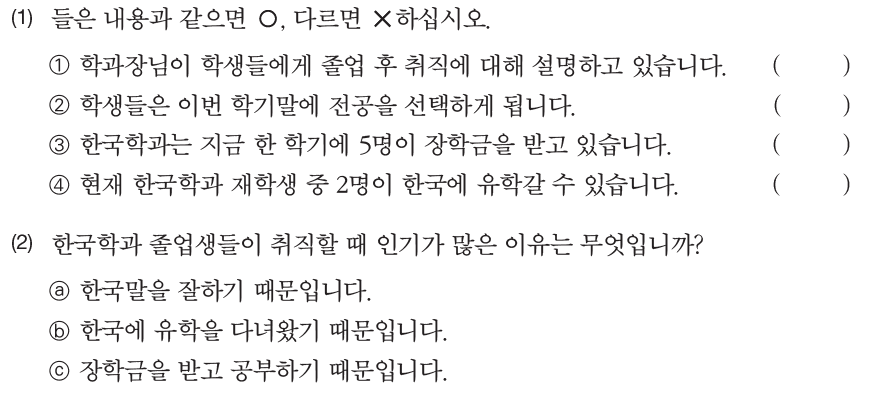 (1) 들은 내용과 같으면 ○, 다르면 ×하십시오.
① 학과장님이 학생들에게 졸업 후 취직에 대해 설명하고 있습니다. ( )
② 학생들은 이번 학기말에 전공을 선택하게 됩니다. ( )
③ 한국학과는 지금 한 학기에 5명이 장학금을 받고 있습니다. ( )
④ 현재 한국학과 재학생 중 2명이 한국에 유학갈 수 있습니다. ( )
(2) 한국학과 졸업생들이 취직할 때 인기가 많은 이유는 무엇입니까?
ⓐ 한국말을 잘하기 때문입니다.
ⓑ 한국에 유학을 다녀왔기 때문입니다.
ⓒ 장학금을 받고 공부하기 때문입니다.